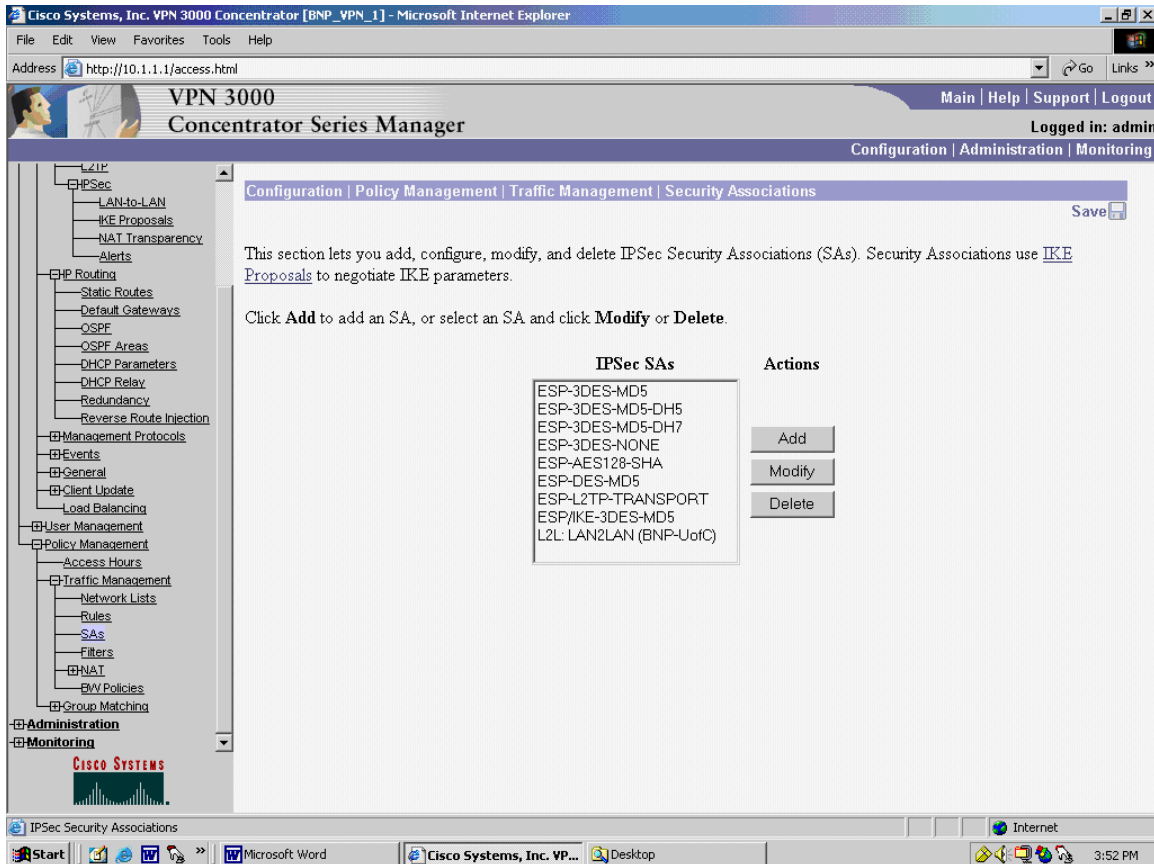 Cisco Systems, Inc. VPN 3000 Concentrator [BNP_VPN_1] - Microsoft Internet Explorer
File Edit View Favorites Tools Help
Address http://10.1.1.1/access.html Go Links »
VPN 3000
Concentrator Series Manager
Main | Help | Support | Logout
Logged in: admin
Configuration | Administration | Monitoring
L2TP
IPSec
LAN-to-LAN
IKE Proposals
NAT Transparency
Alerts
IP Routing
Static Routes
Default Gateways
OSPF
OSPF Areas
DHCP Parameters
DHCP Relay
Redundancy
Reverse Route Injection
Management Protocols
Events
General
Client Update
Load Balancing
User Management
Policy Management
Access Hours
Traffic Management
Network Lists
Rules
SAs
Filters
NAT
BW Policies
Group Matching
Administration
Monitoring
CISCO SYSTEMS
Configuration | Policy Management | Traffic Management | Security Associations
Save
This section lets you add, configure, modify, and delete IPSec Security Associations (SAs). Security Associations use IKE
Proposals to negotiate IKE parameters.
Click Add to add an SA, or select an SA and click Modify or Delete.
IPSec SAs Actions
ESP-3DES-MD5
ESP-3DES-MD5-DH5
ESP-3DES-MD5-DH7
ESP-3DES-NONE
ESP-AES128-SHA
ESP-DES-MD5
ESP-L2TP-TRANSPORT
ESP/IKE-3DES-MD5
L2L: LAN2LAN (BNP-UofC)
Add
Modify
Delete
IPSec Security Associations Internet
Start » Microsoft Word Cisco Systems, Inc. VP... Desktop 3:52 PM